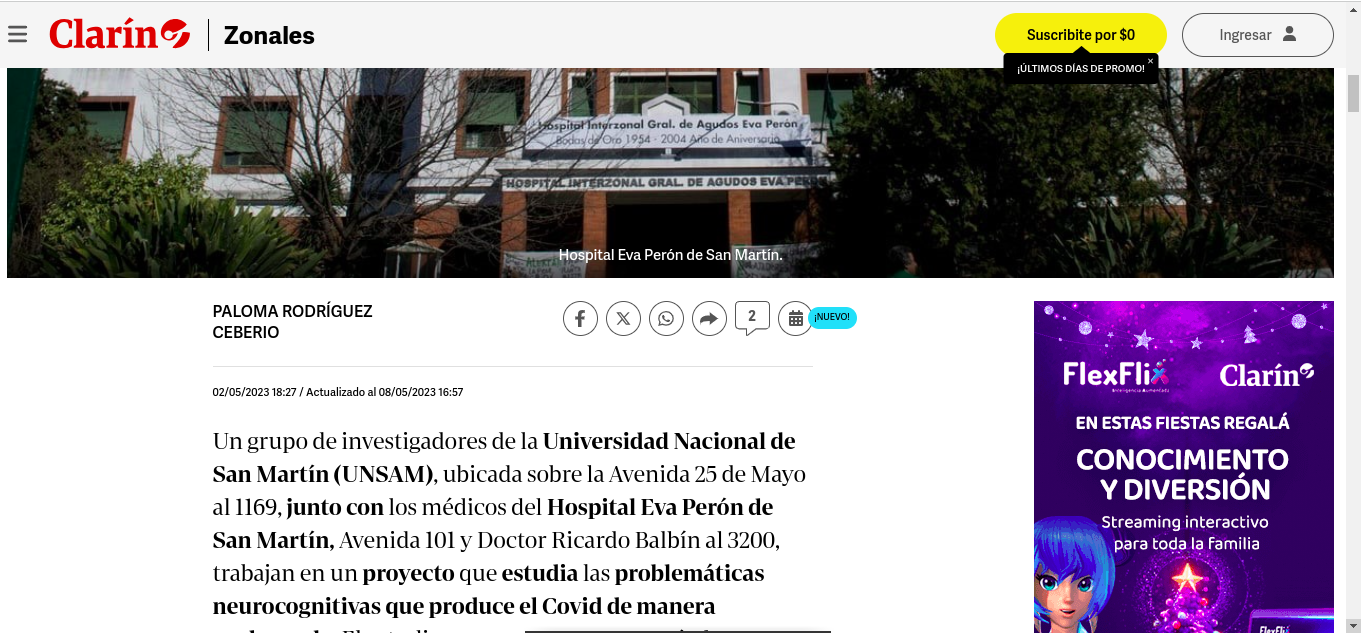 Clarín
Zonales
Suscribite por $0
Ingresar
¡ÚLTIMOS DÍAS DE PROMO!
Hospital Interzonal Gral. de Agudos Eva Perón
Bodas de Oro 1954 - 2004 Año de Aniversario
HOSPITAL INTERZONAL GRAL. DE AGUDOS EVA PERÓN
Hospital Eva Perón de San Martín.
PALOMA RODRÍGUEZ
CEBERIO
2
¡NUEVO!
02/05/2023 18:27 / Actualizado al 08/05/2023 16:57
Un grupo de investigadores de la Universidad Nacional de
San Martín (UNSAM), ubicada sobre la Avenida 25 de Mayo
al 1169, junto con los médicos del Hospital Eva Perón de
San Martín, Avenida 101 y Doctor Ricardo Balbín al 3200,
trabajan en un proyecto que estudia las problemáticas
neurocognitivas que produce el Covid de manera
FlexFlix
Inteligencia Aumentada
Clarín
EN ESTAS FIESTAS REGALÁ
CONOCIMIENTO
Y DIVERSIÓN
Streaming interactivo
para toda la familia
FlexFli